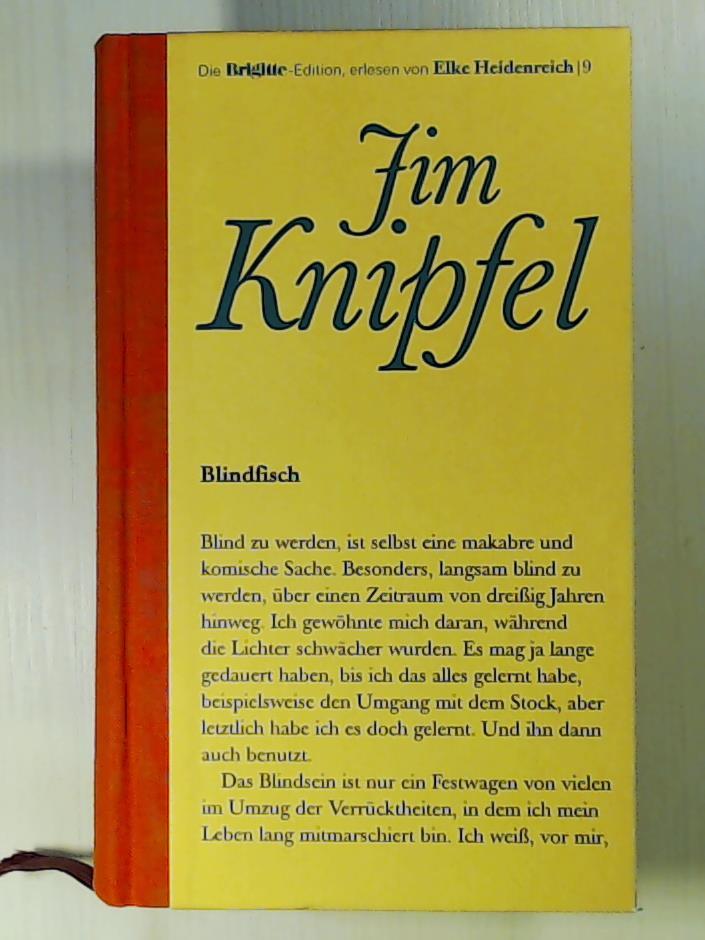 Die Brigitte-Edition, erlesen von Elke Heidenreich | 9
Jim
Knipfel
Blindfisch
Blind zu werden, ist selbst eine makabre und
komische Sache. Besonders, langsam blind zu
werden, über einen Zeitraum von dreißig Jahren
hinweg. Ich gewöhnte mich daran, während
die Lichter schwächer wurden. Es mag ja lange
gedauert haben, bis ich das alles gelernt habe,
beispielsweise den Umgang mit dem Stock, aber
letztlich habe ich es doch gelernt. Und ihn dann
auch benutzt.
Das Blindsein ist nur ein Festwagen von vielen
im Umzug der Verrücktheiten, in dem ich mein
Leben lang mitmarschiert bin. Ich weiß, vor mir,